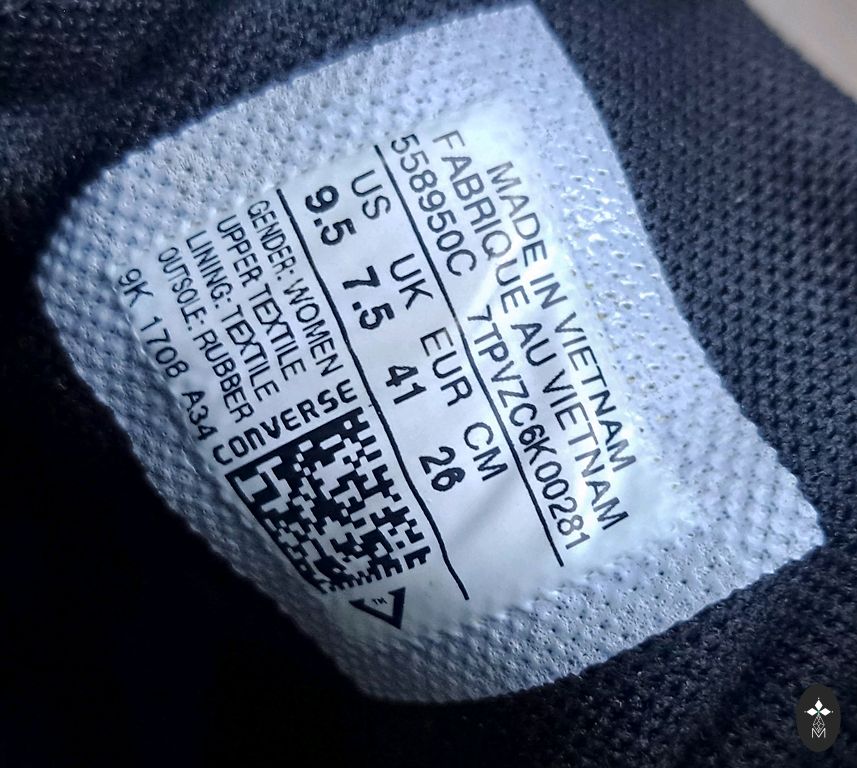 MADE IN VIETNAM
FABRIQUE AU VIETNAM
558950C 7TPVZC6K00281
US UK EUR CM
9.5 7.5 41 26
GENDER: WOMEN
UPPER TEXTILE
LINING: TEXTILE
OUTSOLE: RUBBER
9K 1708 A34
CONVERSE
TM
M